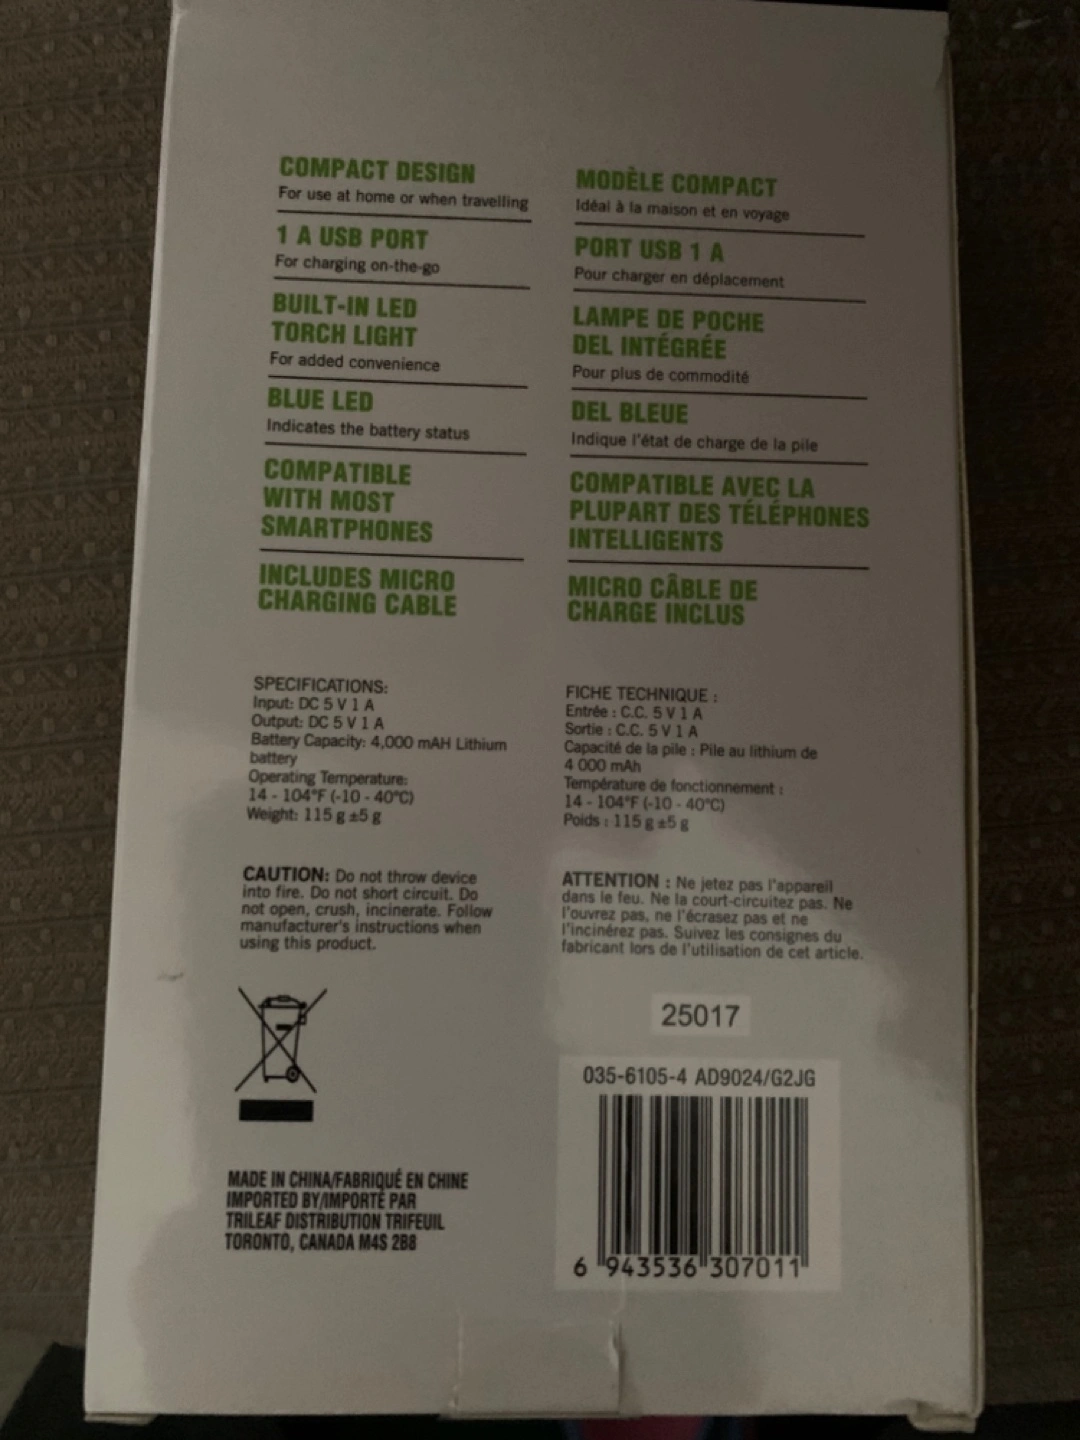 COMPACT DESIGN
For use at home or when travelling
1 A USB PORT
For charging on-the-go
BUILT-IN LED
TORCH LIGHT
For added convenience
BLUE LED
Indicates the battery status
COMPATIBLE
WITH MOST
SMARTPHONES
INCLUDES MICRO
CHARGING CABLE
MODÈLE COMPACT
Idéal à la maison et en voyage
PORT USB 1 A
Pour charger en déplacement
LAMPE DE POCHE
DEL INTÉGRÉE
Pour plus de commodité
DEL BLEUE
Indique l'état de charge de la pile
COMPATIBLE AVEC LA
PLUPART DES TÉLÉPHONES
INTELLIGENTS
MICRO CÂBLE DE
CHARGE INCLUS
SPECIFICATIONS:
Input: DC 5 V 1 A
Output: DC 5 V 1 A
Battery Capacity: 4,000 mAH Lithium
battery
Operating Temperature:
14 - 104°F (-10 - 40°C)
Weight: 115 g ±5 g
FICHE TECHNIQUE :
Entrée : C.C. 5 V 1 A
Sortie : C.C. 5 V 1 A
Capacité de la pile : Pile au lithium de
4 000 mAh
Température de fonctionnement :
14 - 104°F (-10 - 40°C)
Poids : 115 g ±5 g
CAUTION: Do not throw device
into fire. Do not short circuit. Do
not open, crush, incinerate. Follow
manufacturer's instructions when
using this product.
ATTENTION : Ne jetez pas l'appareil
dans le feu. Ne la court-circuitez pas. Ne
l'ouvrez pas, ne l'écrasez pas et ne
l'incinérez pas. Suivez les consignes du
fabricant lors de l'utilisation de cet article.
25017
035-6105-4 AD9024/G2JG
6 943536 307011
MADE IN CHINA/FABRIQUÉ EN CHINE
IMPORTED BY/IMPORTÉ PAR
TRILEAF DISTRIBUTION TRIFEUIL
TORONTO, CANADA M4S 2B8